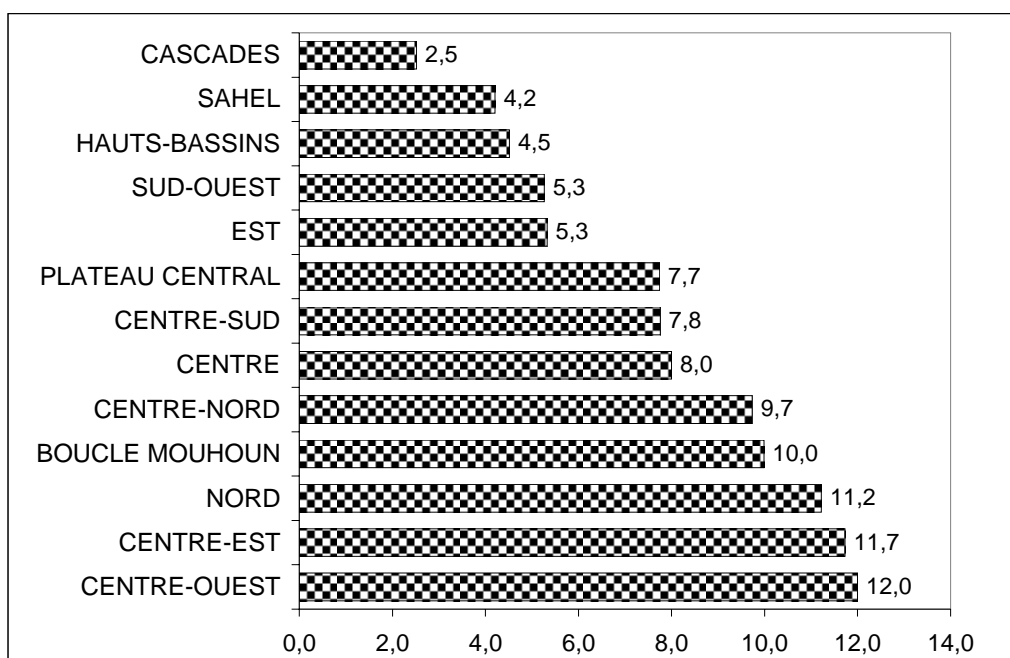 CASCADES 2,5
SAHEL 4,2
HAUTS-BASSINS 4,5
SUD-OUEST 5,3
EST 5,3
PLATEAU CENTRAL 7,7
CENTRE-SUD 7,8
CENTRE 8,0
CENTRE-NORD 9,7
BOUCLE MOUHOUN 10,0
NORD 11,2
CENTRE-EST 11,7
CENTRE-OUEST 12,0
0,0 2,0 4,0 6,0 8,0 10,0 12,0 14,0